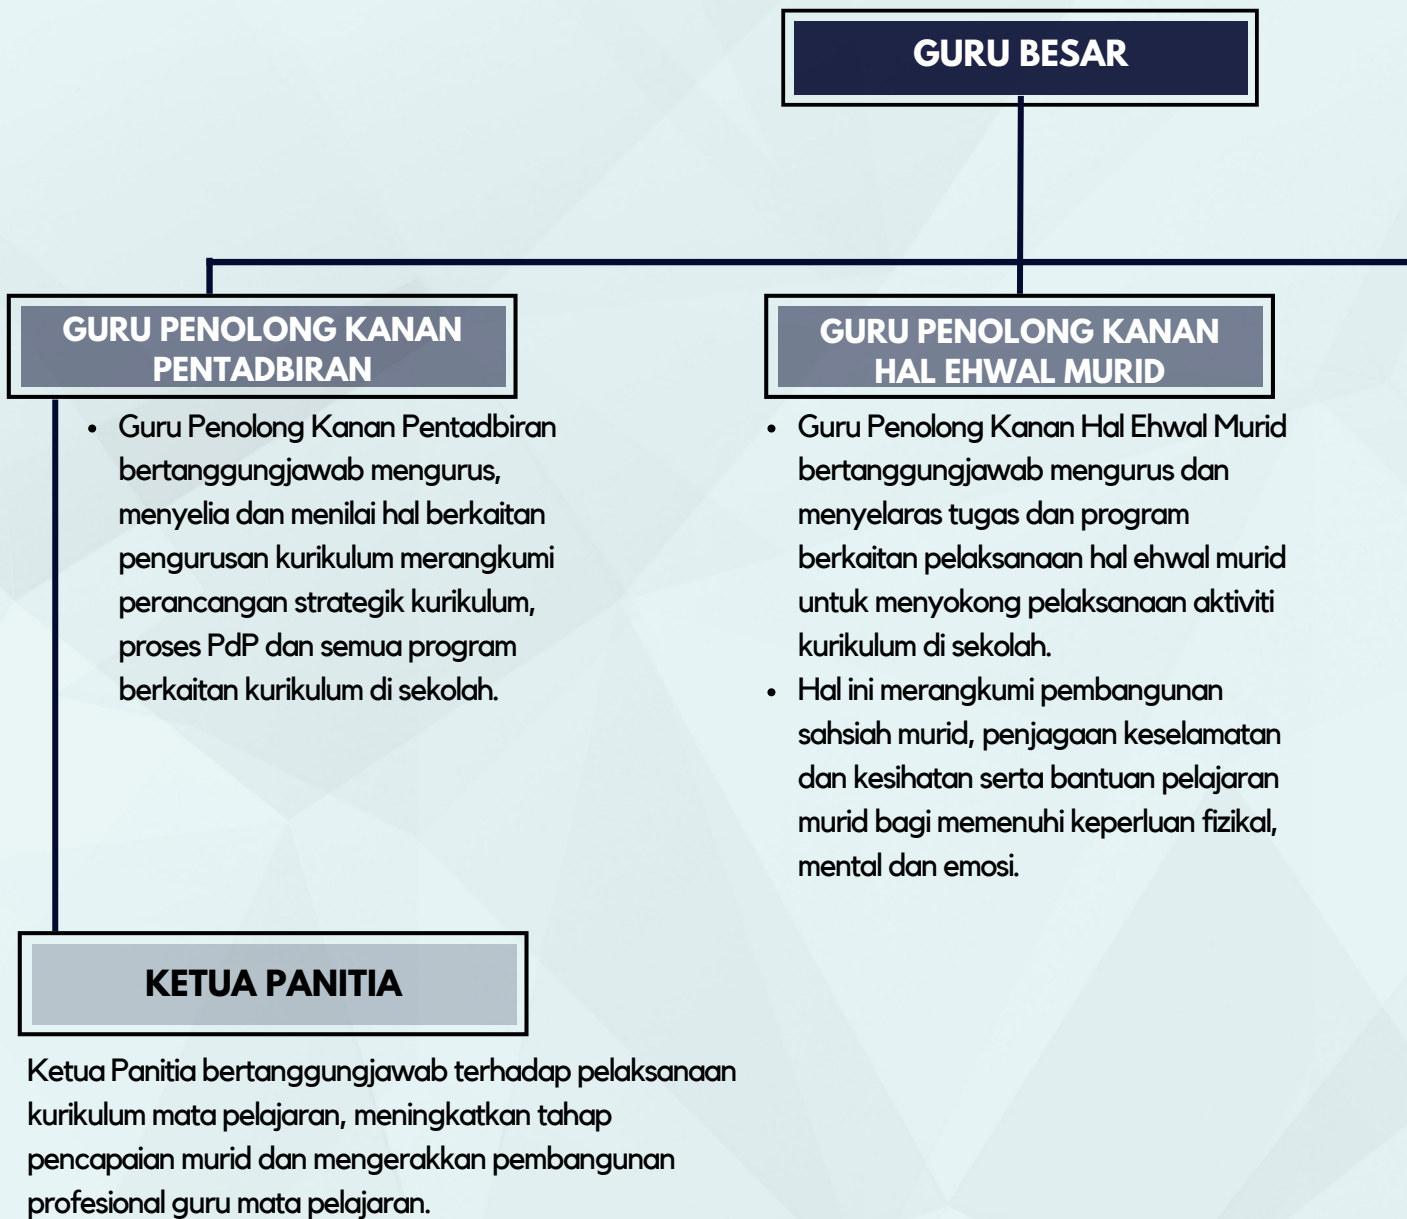 GURU BESAR
GURU PENOLONG KANAN
PENTADBIRAN
• Guru Penolong Kanan Pentadbiran
bertanggungjawab mengurus,
menyelia dan menilai hal berkaitan
pengurusan kurikulum merangkumi
perancangan strategik kurikulum,
proses PdP dan semua program
berkaitan kurikulum di sekolah.
GURU PENOLONG KANAN
HAL EHWAL MURID
• Guru Penolong Kanan Hal Ehwal Murid
bertanggungjawab mengurus dan
menyelaras tugas dan program
berkaitan pelaksanaan hal ehwal murid
untuk menyokong pelaksanaan aktiviti
kurikulum di sekolah.
• Hal ini merangkumi pembangunan
sahsiah murid, penjagaan keselamatan
dan kesihatan serta bantuan pelajaran
murid bagi memenuhi keperluan fizikal,
mental dan emosi.
KETUA PANITIA
Ketua Panitia bertanggungjawab terhadap pelaksanaan
kurikulum mata pelajaran, meningkatkan tahap
pencapaian murid dan mengerakkan pembangunan
profesional guru mata pelajaran.